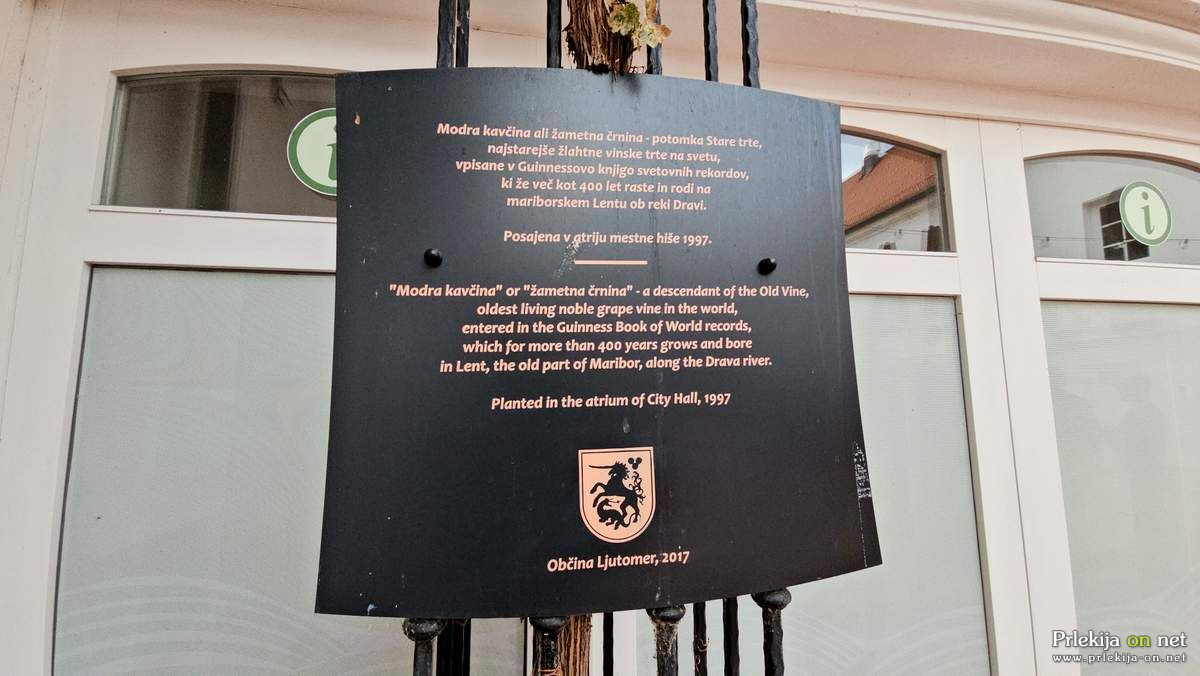 Modra kavčina ali žametna črnina - potomka Stare trte,
najstarejše žlahtne vinske trte na svetu,
vpisane v Guinnessovo knjigo svetovnih rekordov,
ki že več kot 400 let raste in rodi na
mariborskem Lentu ob reki Dravi.
Posajena v atriju mestne hiše 1997.
"Modra kavčina" or "žametna črnina" - a descendant of the Old Vine,
oldest living noble grape vine in the world,
entered in the Guinness Book of World records,
which for more than 400 years grows and bore
in Lent, the old part of Maribor, along the Drava river.
Planted in the atrium of City Hall, 1997
Občina Ljutomer, 2017
i
i
Prlekija on net
www.prlekija-on.net